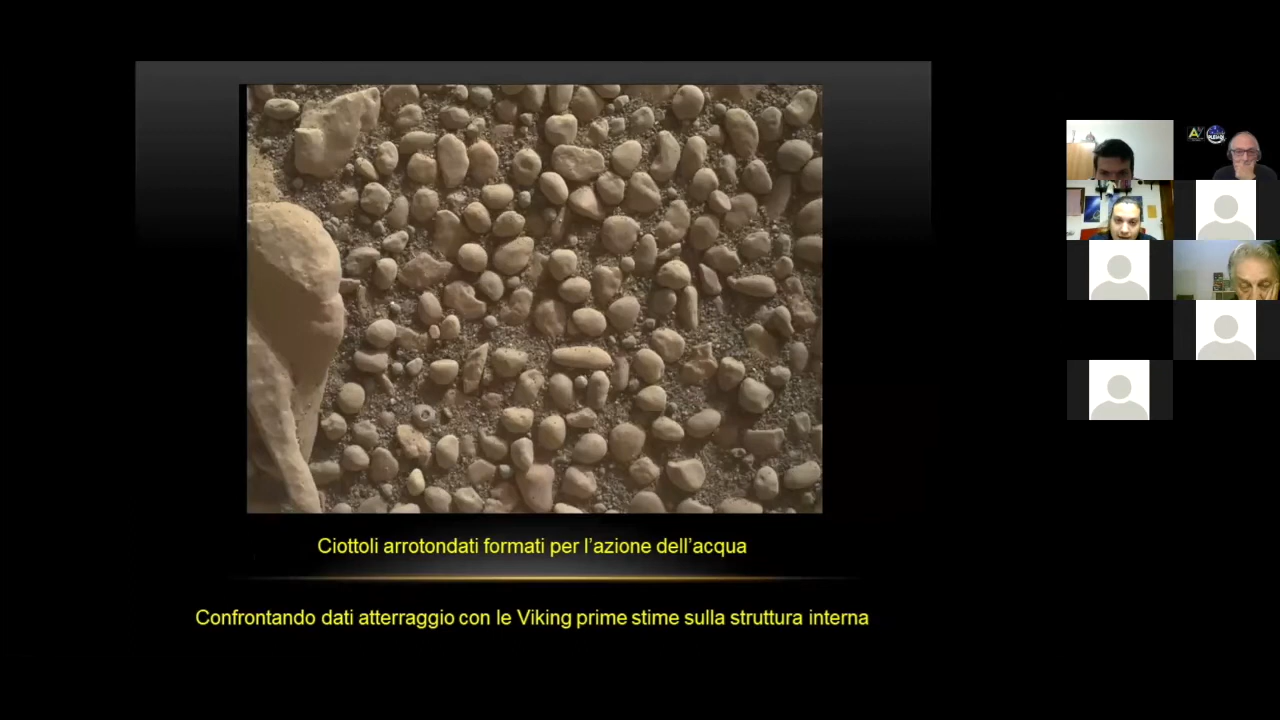 Ciottoli arrotondati formati per l’azione dell’acqua
Confrontando dati atterraggio con le Viking prime stime sulla struttura interna